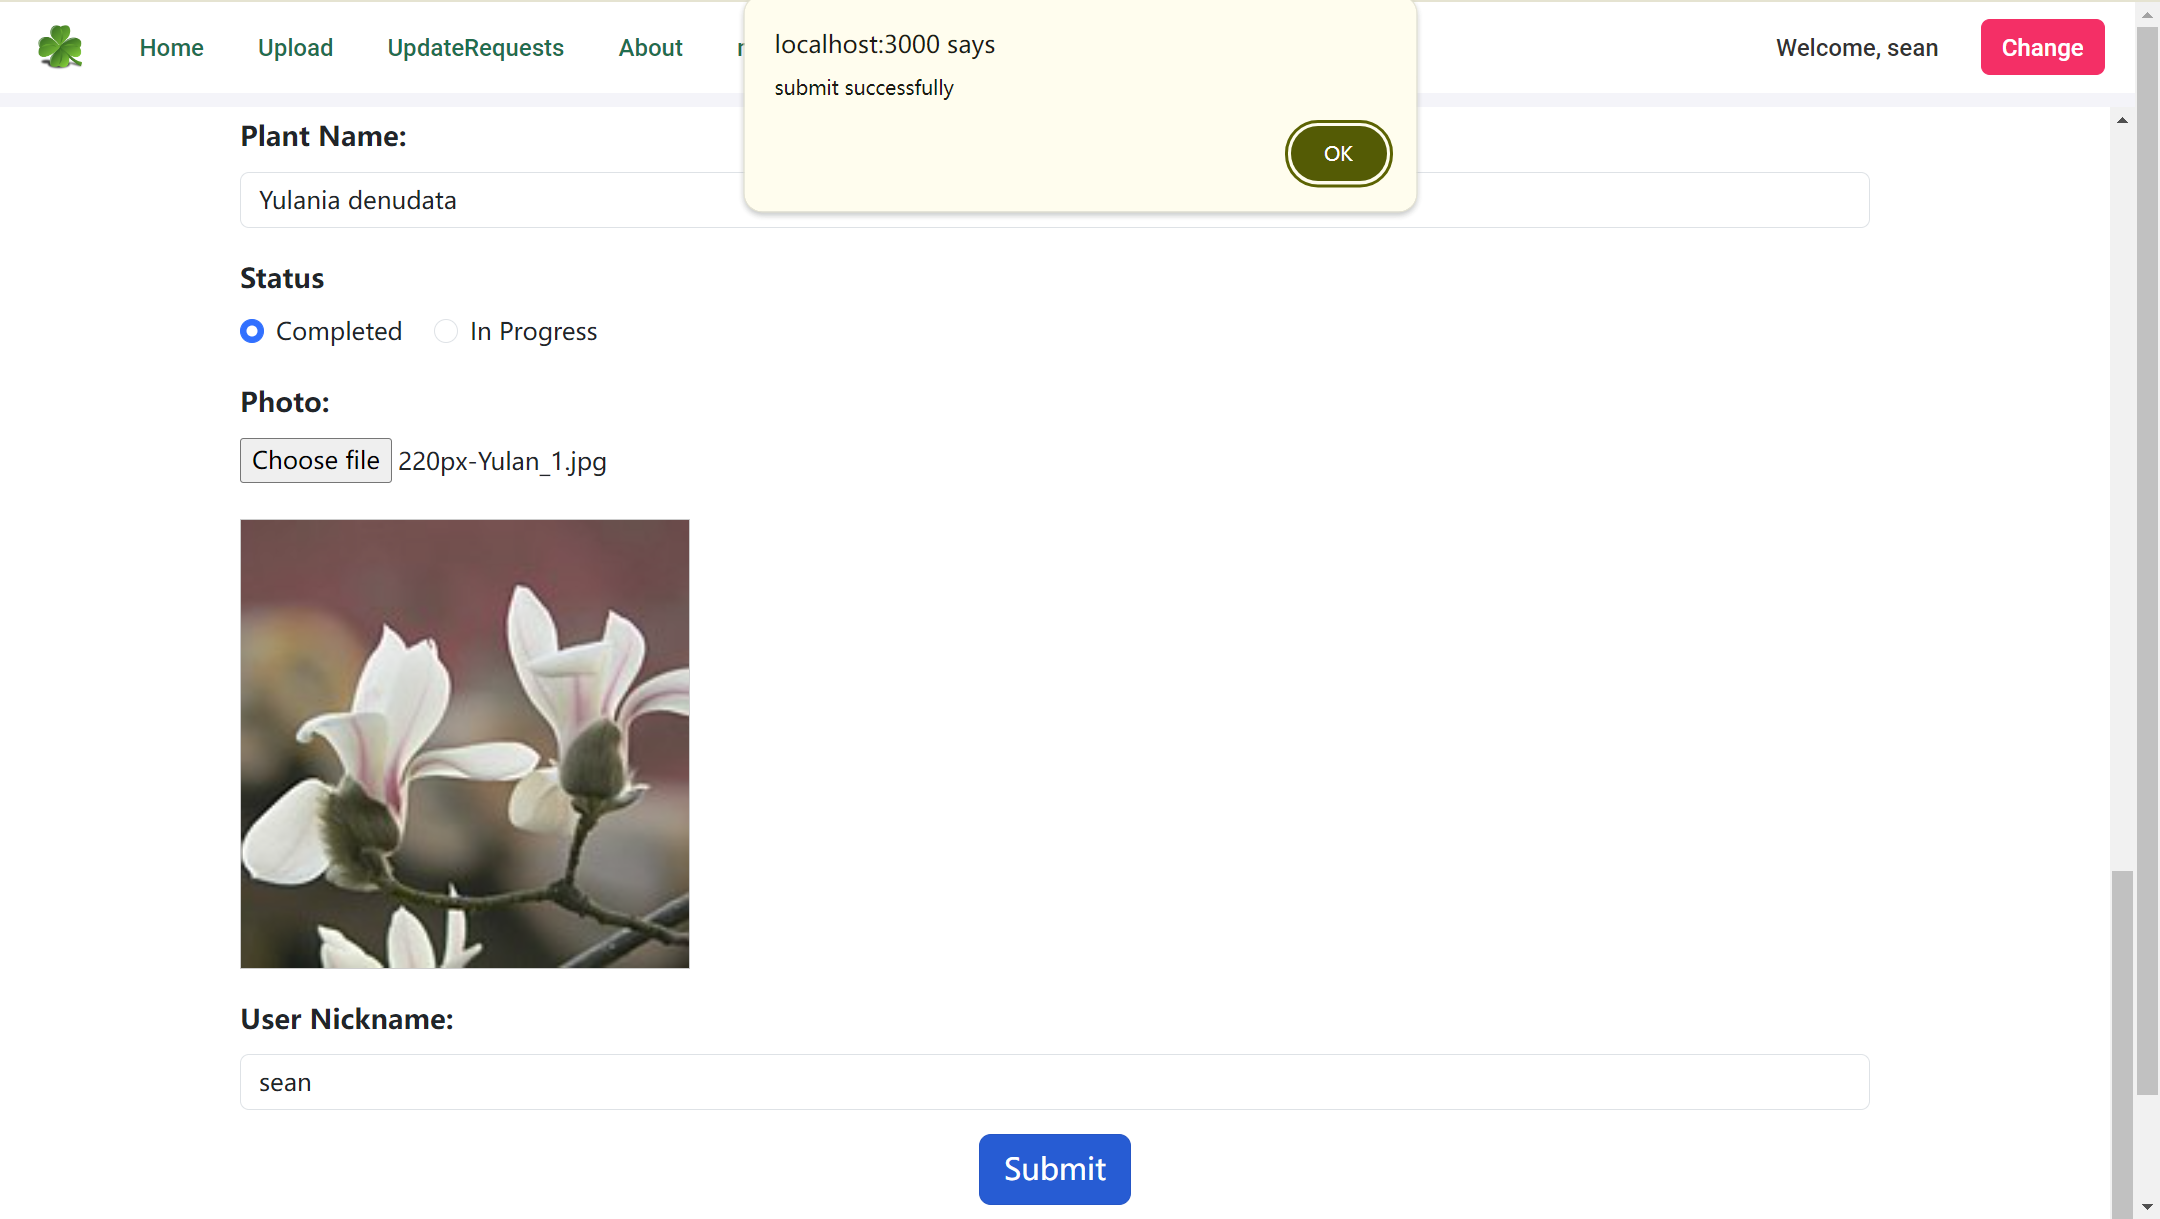 Home Upload UpdateRequests About
Welcome, sean Change
localhost:3000 says
submit successfully
OK
Plant Name:
Yulania denudata
Status
Completed In Progress
Photo:
Choose file 220px-Yulan_1.jpg
User Nickname:
sean
Submit